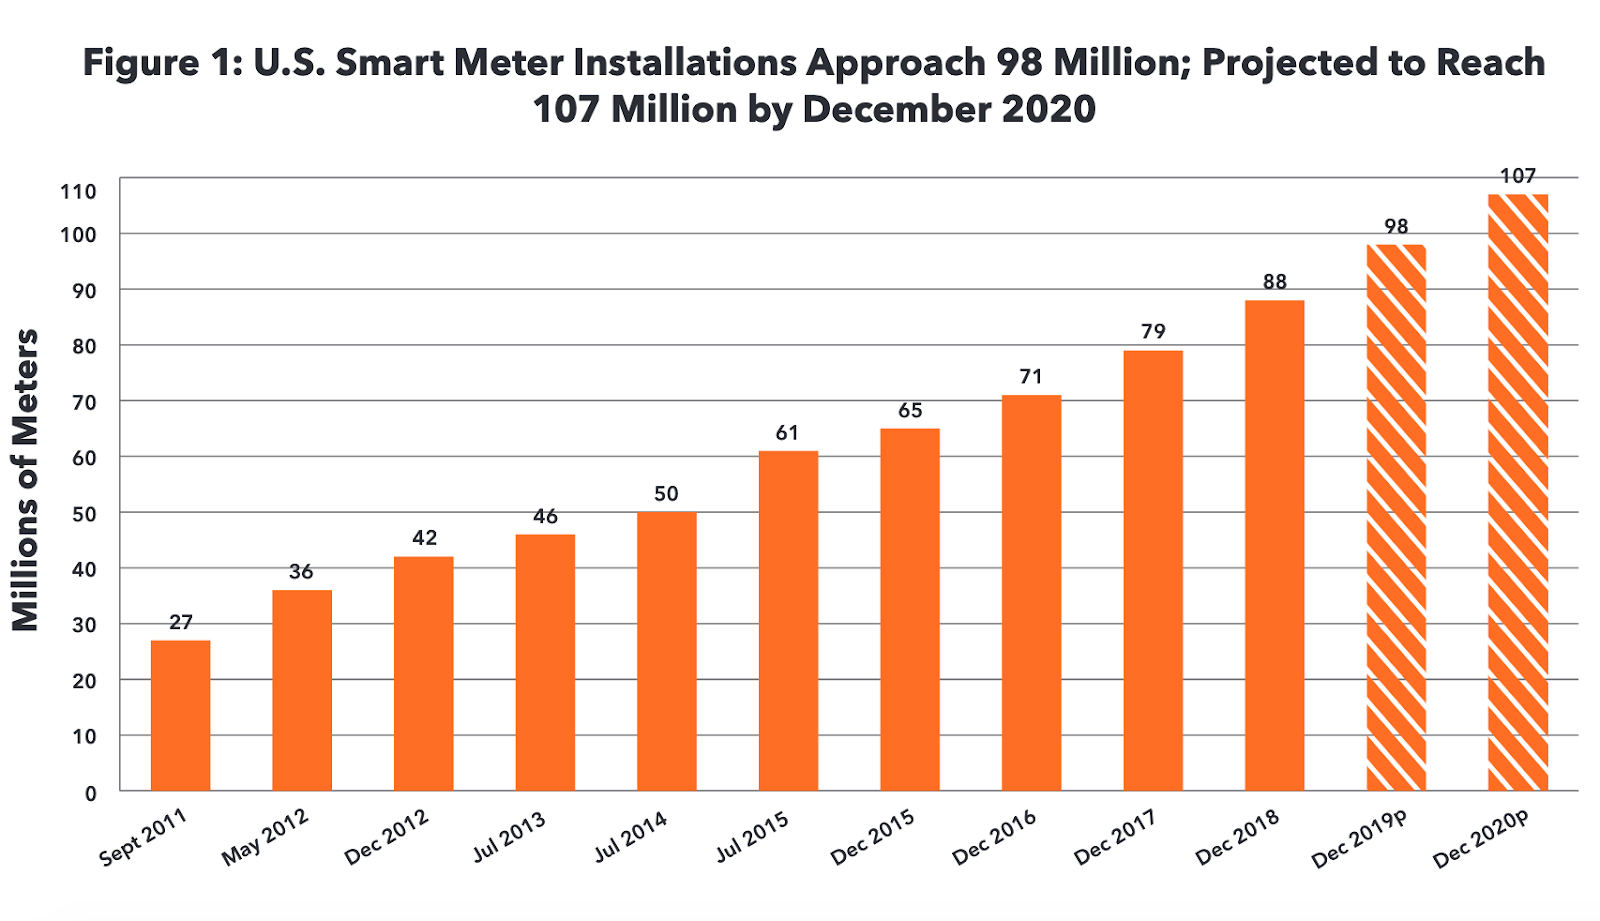 Figure 1: U.S. Smart Meter Installations Approach 98 Million; Projected to Reach
107 Million by December 2020
Millions of Meters
110
100
90
80
70
60
50
40
30
20
10
0
27
36
42
46
50
61
65
71
79
88
98
107
Sept 2011
May 2012
Dec 2012
Jul 2013
Jul 2014
Jul 2015
Dec 2015
Dec 2016
Dec 2017
Dec 2018
Dec 2019p
Dec 2020p